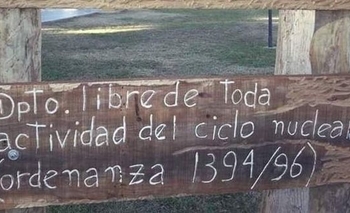 Dpto. libre de Toda
actividad del ciclo nuclear
(ordenanza 1394/96)